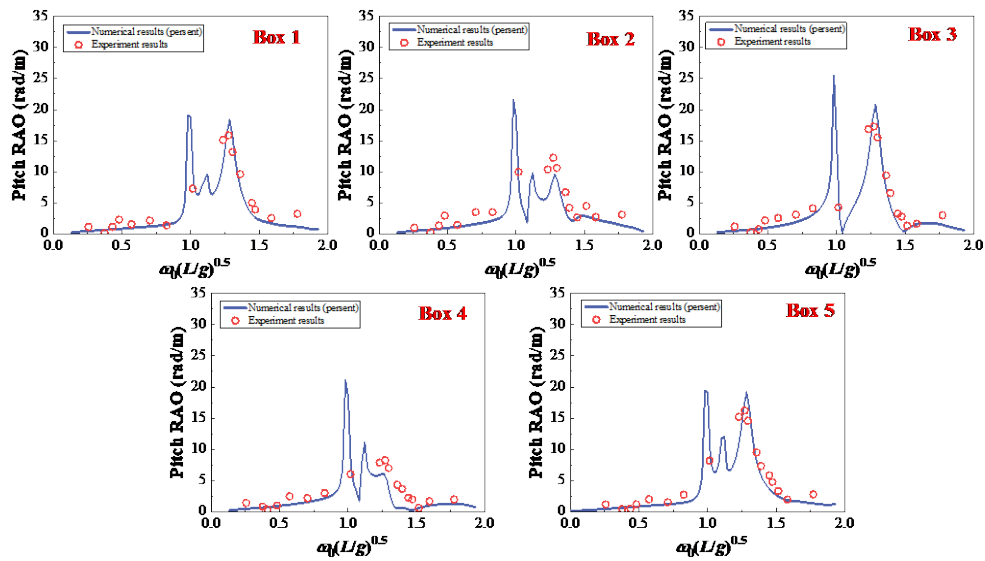 35
30
25
20
15
10
5
0
Pitch RAO (rad/m)
Numerical results (persent)
Experiment results
Box 1
0.0 0.5 1.0 1.5 2.0
ω₀(L/g)^0.5
35
30
25
20
15
10
5
0
Pitch RAO (rad/m)
Numerical results (persent)
Experiment results
Box 2
0.0 0.5 1.0 1.5 2.0
ω₀(L/g)^0.5
35
30
25
20
15
10
5
0
Pitch RAO (rad/m)
Numerical results (persent)
Experiment results
Box 3
0.0 0.5 1.0 1.5 2.0
ω₀(L/g)^0.5
35
30
25
20
15
10
5
0
Pitch RAO (rad/m)
Numerical results (persent)
Experiment results
Box 4
0.0 0.5 1.0 1.5 2.0
ω₀(L/g)^0.5
35
30
25
20
15
10
5
0
Pitch RAO (rad/m)
Numerical results (persent)
Experiment results
Box 5
0.0 0.5 1.0 1.5 2.0
ω₀(L/g)^0.5